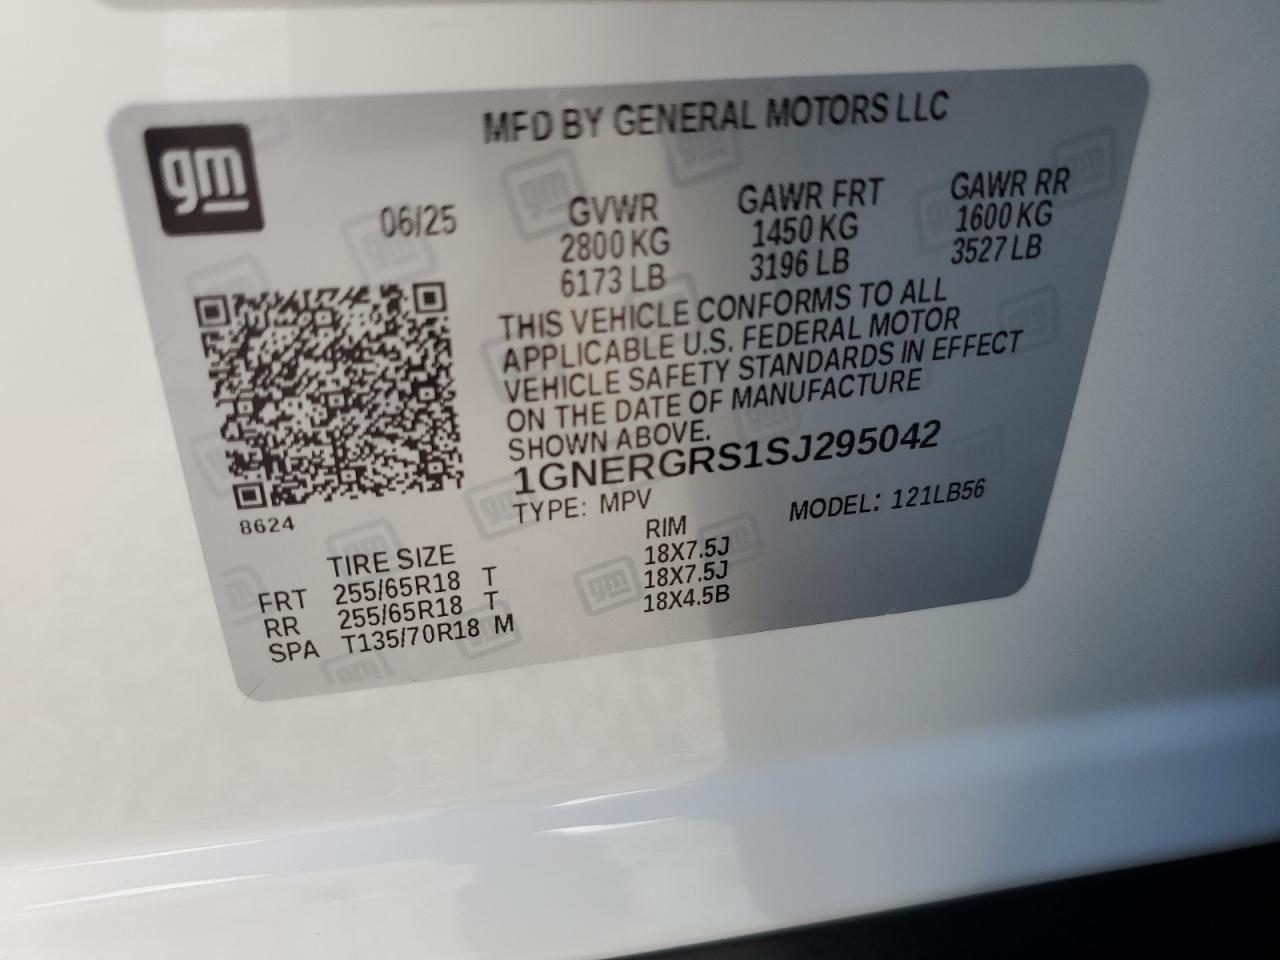 MFD BY GENERAL MOTORS LLC
gm
06/25
GVWR
2800 KG
6173 LB
GAWR FRT
1450 KG
3196 LB
GAWR RR
1600 KG
3527 LB
THIS VEHICLE CONFORMS TO ALL
APPLICABLE U.S. FEDERAL MOTOR
VEHICLE SAFETY STANDARDS IN EFFECT
ON THE DATE OF MANUFACTURE
SHOWN ABOVE.
1GNERGRS1SJ295042
TYPE: MPV
MODEL: 121LB56
8624
TIRE SIZE
RIM
FRT 255/65R18 T 18X7.5J
RR 255/65R18 T 18X7.5J
SPA T135/70R18 M 18X4.5B